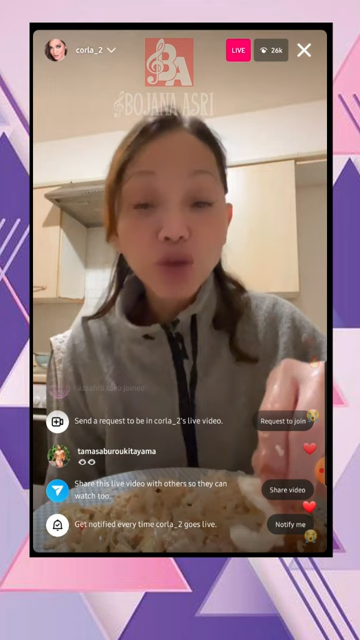 corla_2
LIVE
26k
BA
BOJANA ASRI
Send a request to be in corla_2's live video.
Request to join
tamasaburoukitayama
Share this live video with others so they can
watch too.
Share video
Get notified every time corla_2 goes live.
Notify me